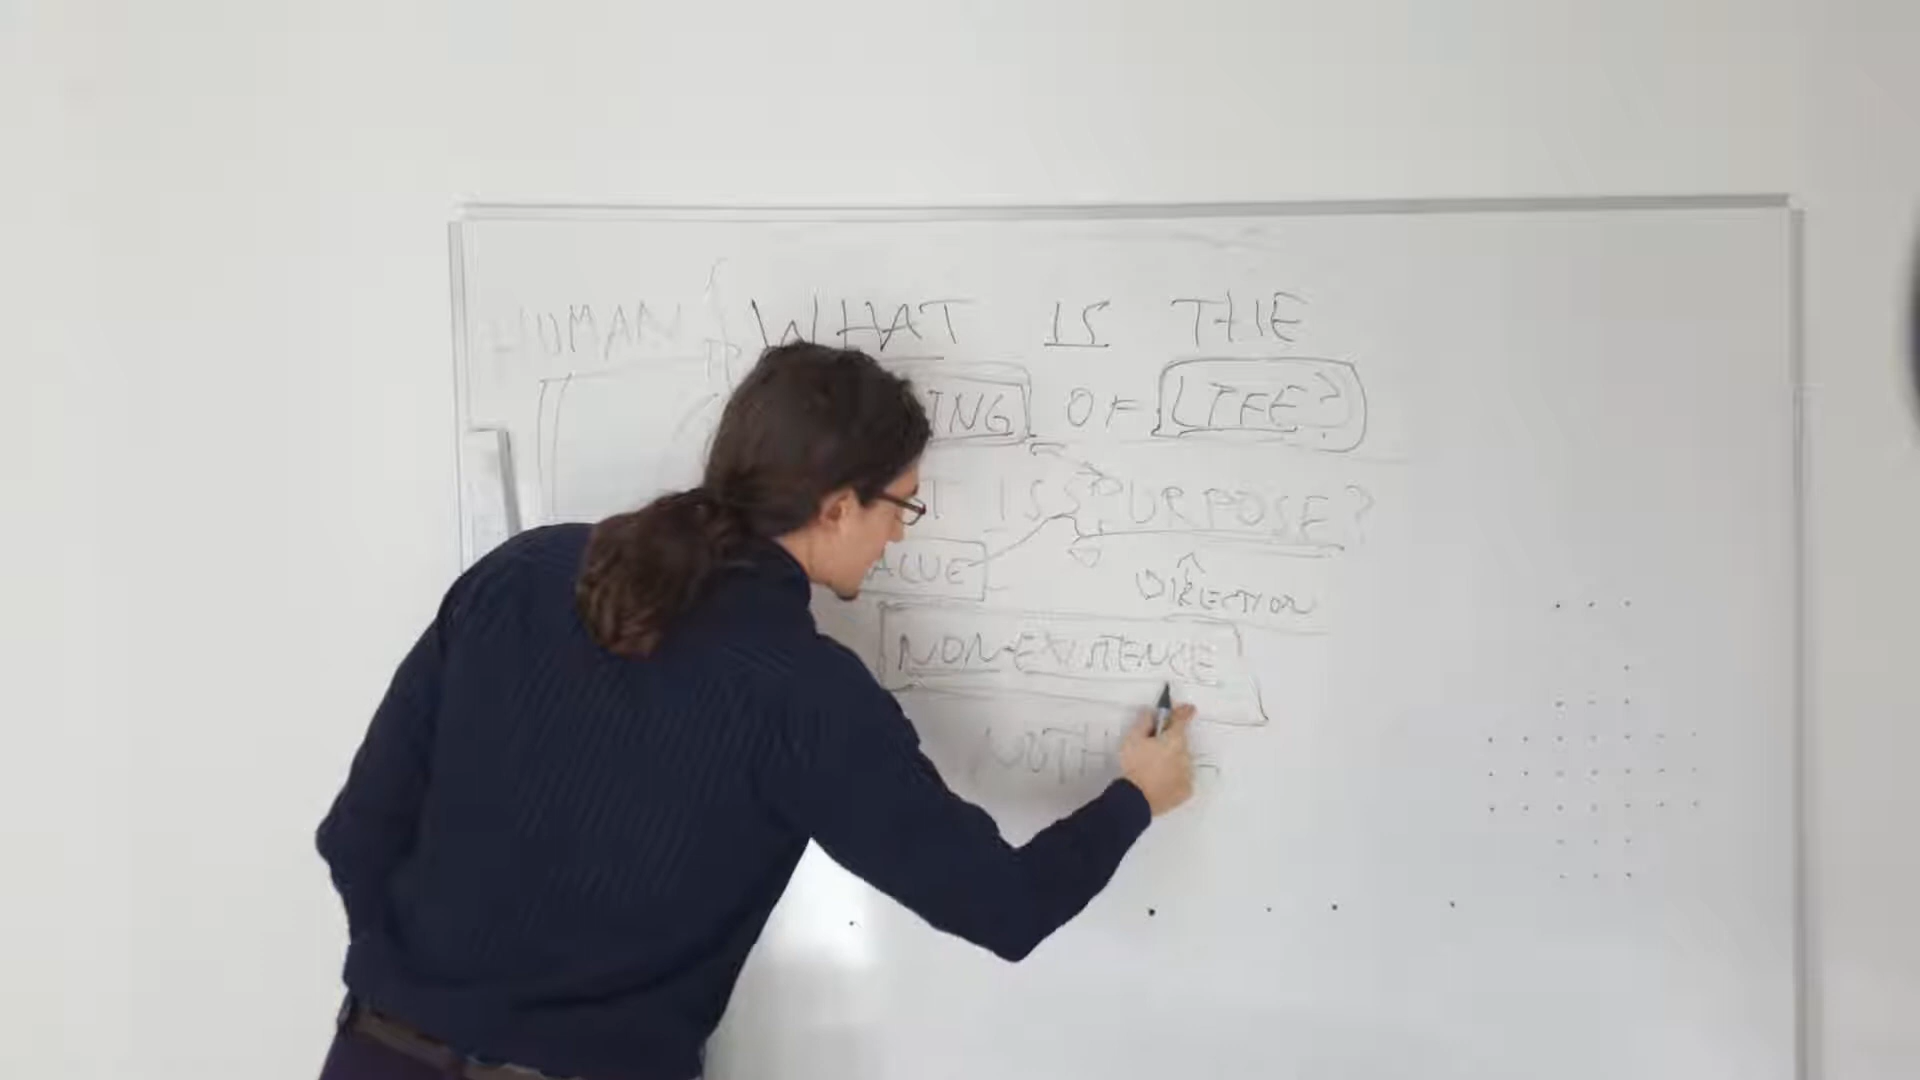 HUMAN WHAT IS THE
ING OF LIFE?
T IS PURPOSE?
ALUE
DIRECTION
NON-EXISTENCE
NOTH